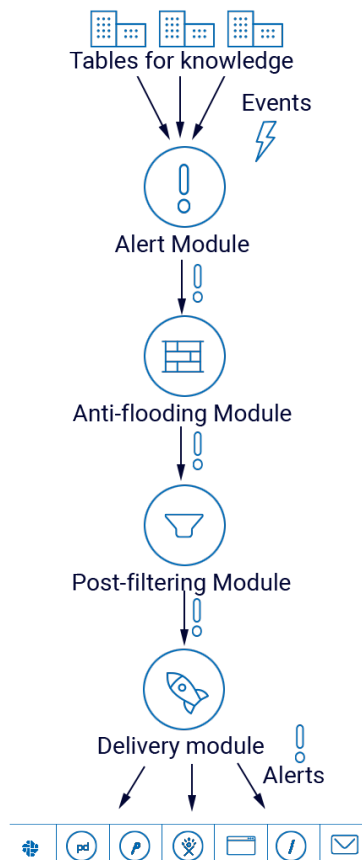 Tables for knowledge
Events
Alert Module
Anti-flooding Module
Post-filtering Module
Delivery module
Alerts
pd
p
/